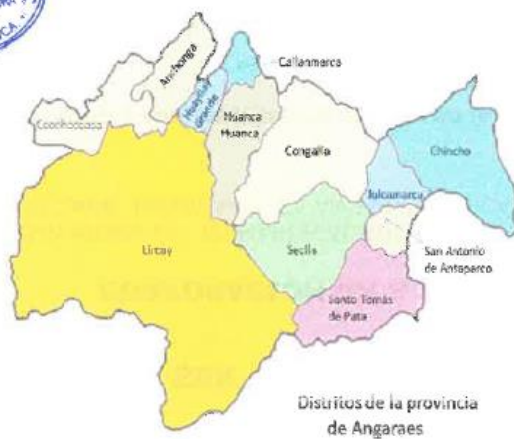 Anchonga
Callanmarca
Huayllay
Grande
Ccochaccasa
Huanca
Huanca
Congalla
Chincho
Julcamarca
Lircay
Secclla
San Antonio
de Antaparco
Santo Tomás
de Pata
Distritos de la provincia
de Angaraes